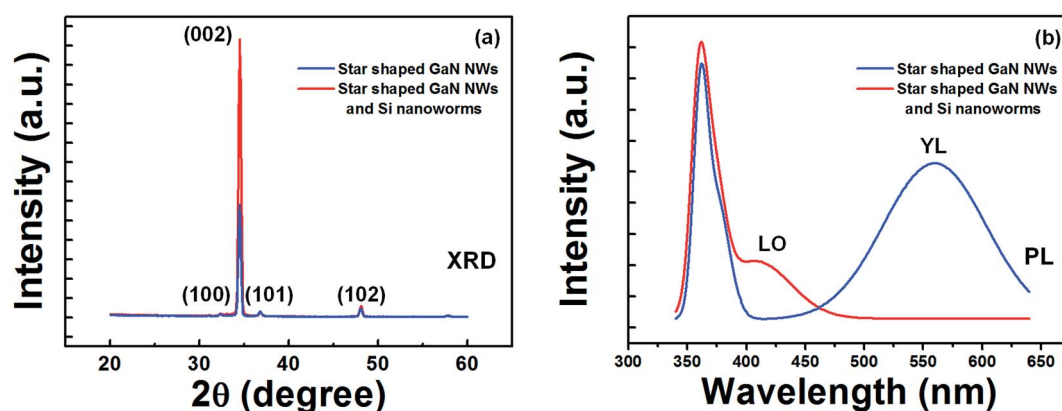 (a)
(002)
Star shaped GaN NWs
Star shaped GaN NWs
and Si nanoworms
XRD
(100)
(101)
(102)
Intensity (a.u.)
20
30
40
50
60
2θ (degree)
(b)
Star shaped GaN NWs
Star shaped GaN NWs
and Si nanoworms
YL
LO
PL
Intensity (a.u.)
300
350
400
450
500
550
600
650
Wavelength (nm)